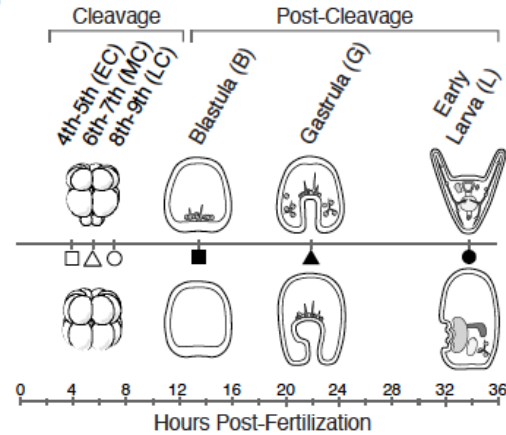 Cleavage
Post-Cleavage
4th-5th (EC)
6th-7th (MC)
8th-9th (LC)
Blastula (B)
Gastrula (G)
Early
Larva (L)
0 4 8 12 16 20 24 28 32 36
Hours Post-Fertilization